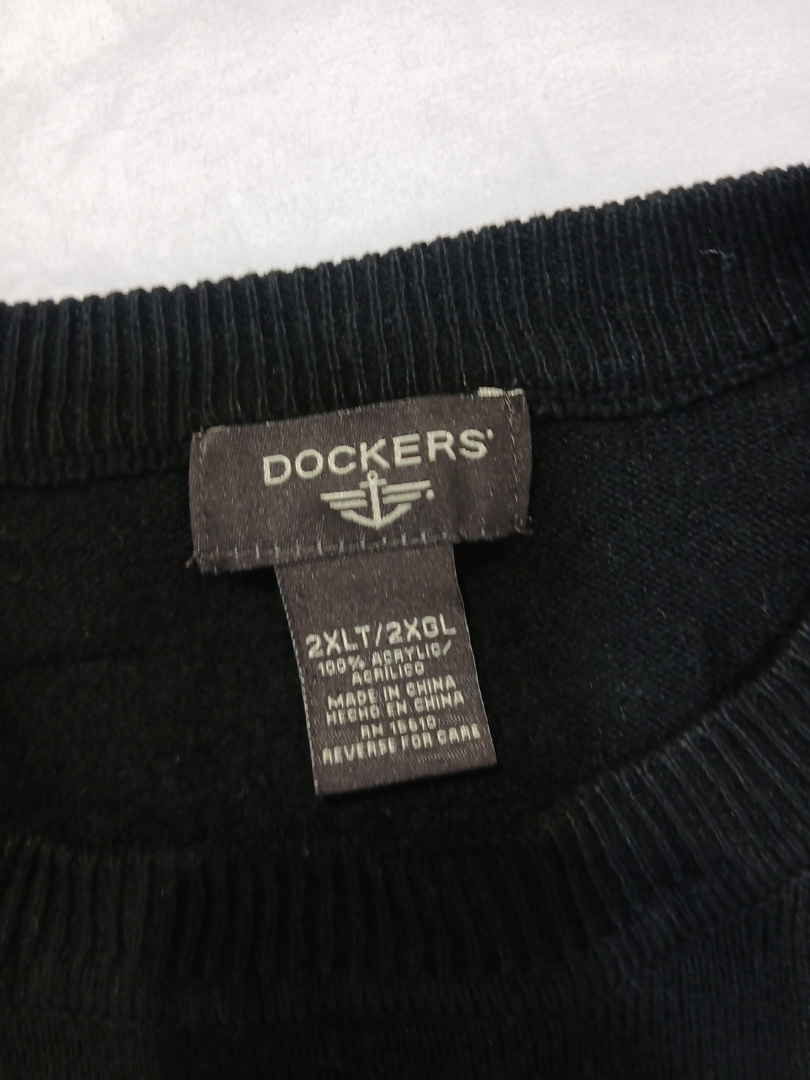 DOCKERS®
2XLT/2XGL
100% ACRYLIC/
ACRILICO
MADE IN CHINA
HECHO EN CHINA
RN 15610
REVERSE FOR CARE